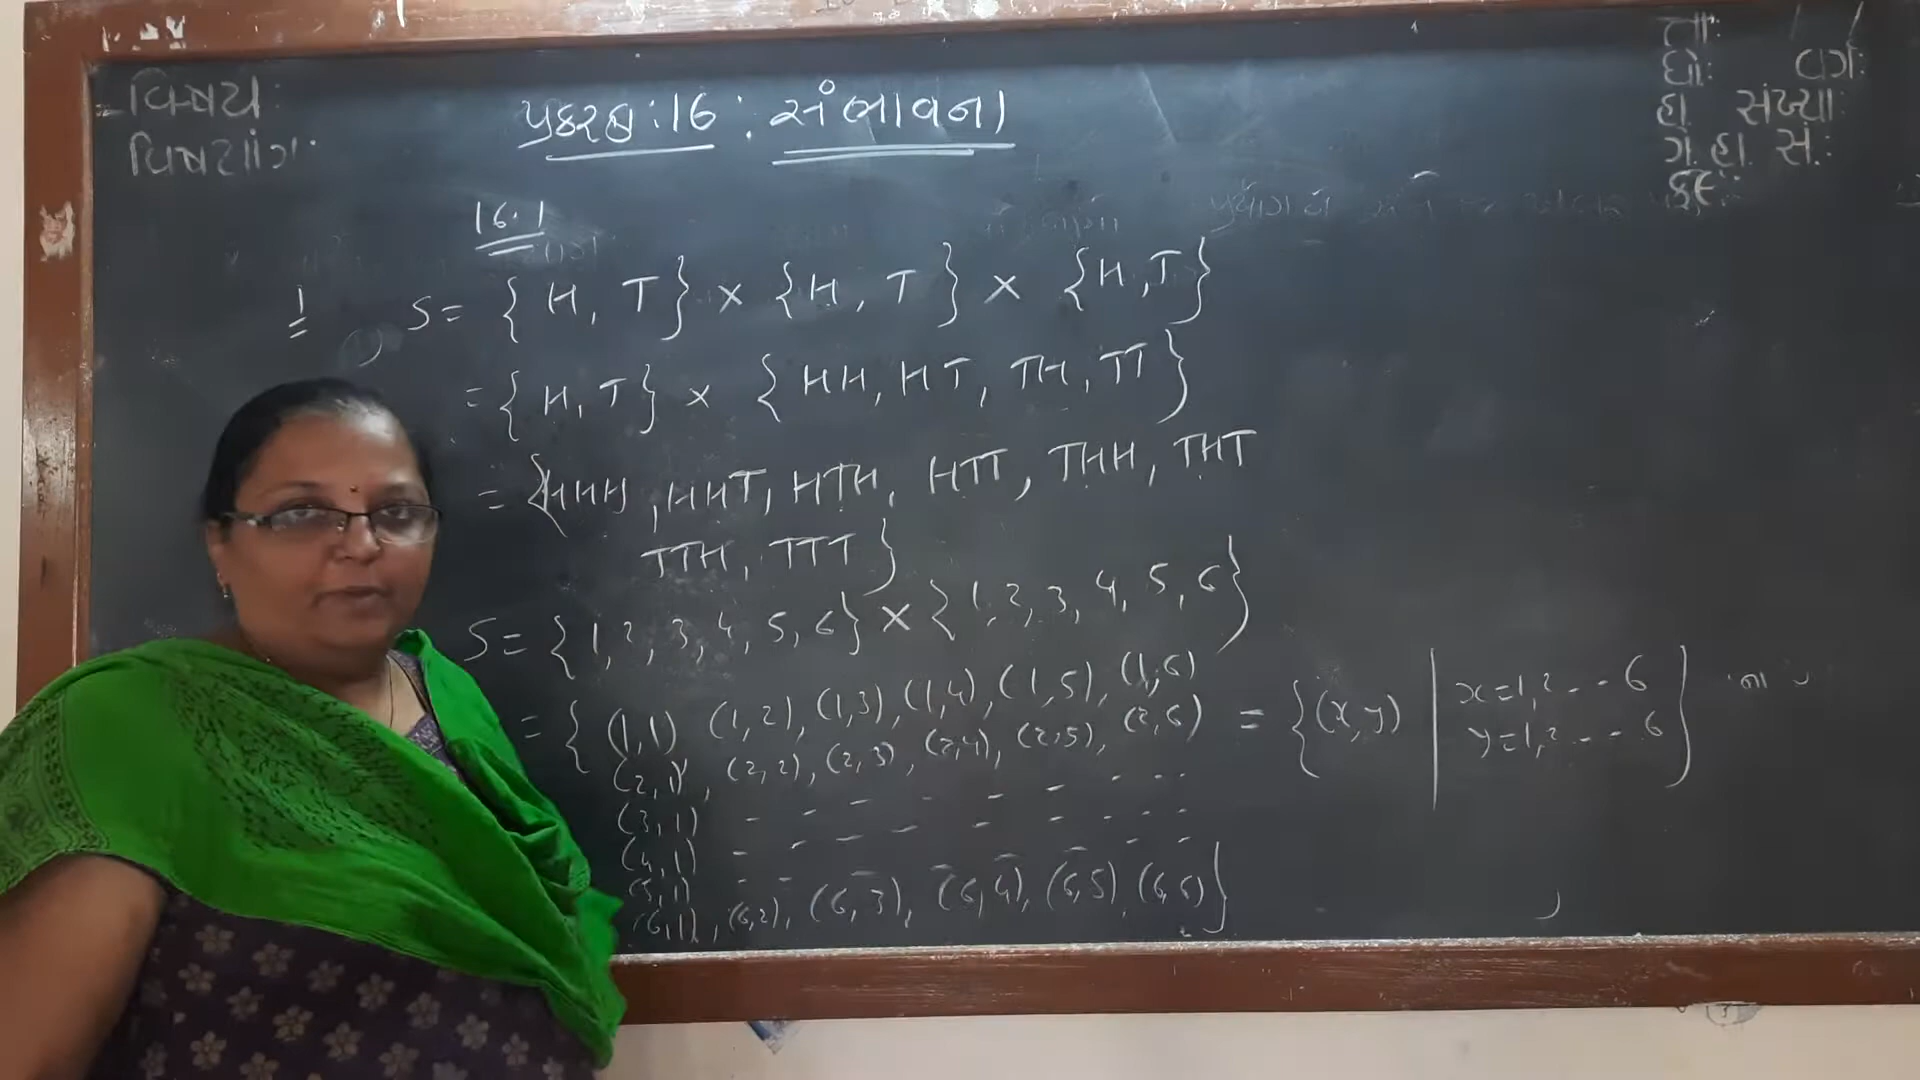 વિષય:
વિષયાંગ:
પ્રકરણ : 16 : સંભાવના
તા:
ધો: વર્ગ:
હા સંખ્યા:
ગે. હા. સં.:
16.1
1 S = { H, T } × { H, T } × { H, T }
= { H, T } × { HH, HT, TH, TT }
= { HHH, HHT, HTH, HTT, THH, THT
TTH, TTT }
S = { 1, 2, 3, 4, 5, 6 } × { 1, 2, 3, 4, 5, 6 }
= { (1,1) (1,2), (1,3), (1,4), (1,5), (1,6)
(2,1), (2,2), (2,3), (2,4), (2,5), (2,6) = { (x,y) | x=1,2 - - 6
y=1,2 - - 6 }
(3,1) - - - - - - - -
(4,1) - - - - - - - -
(5,1) - - - - - - -
(6,1), (6,2), (6,3), (6,4), (6,5), (6,6) }